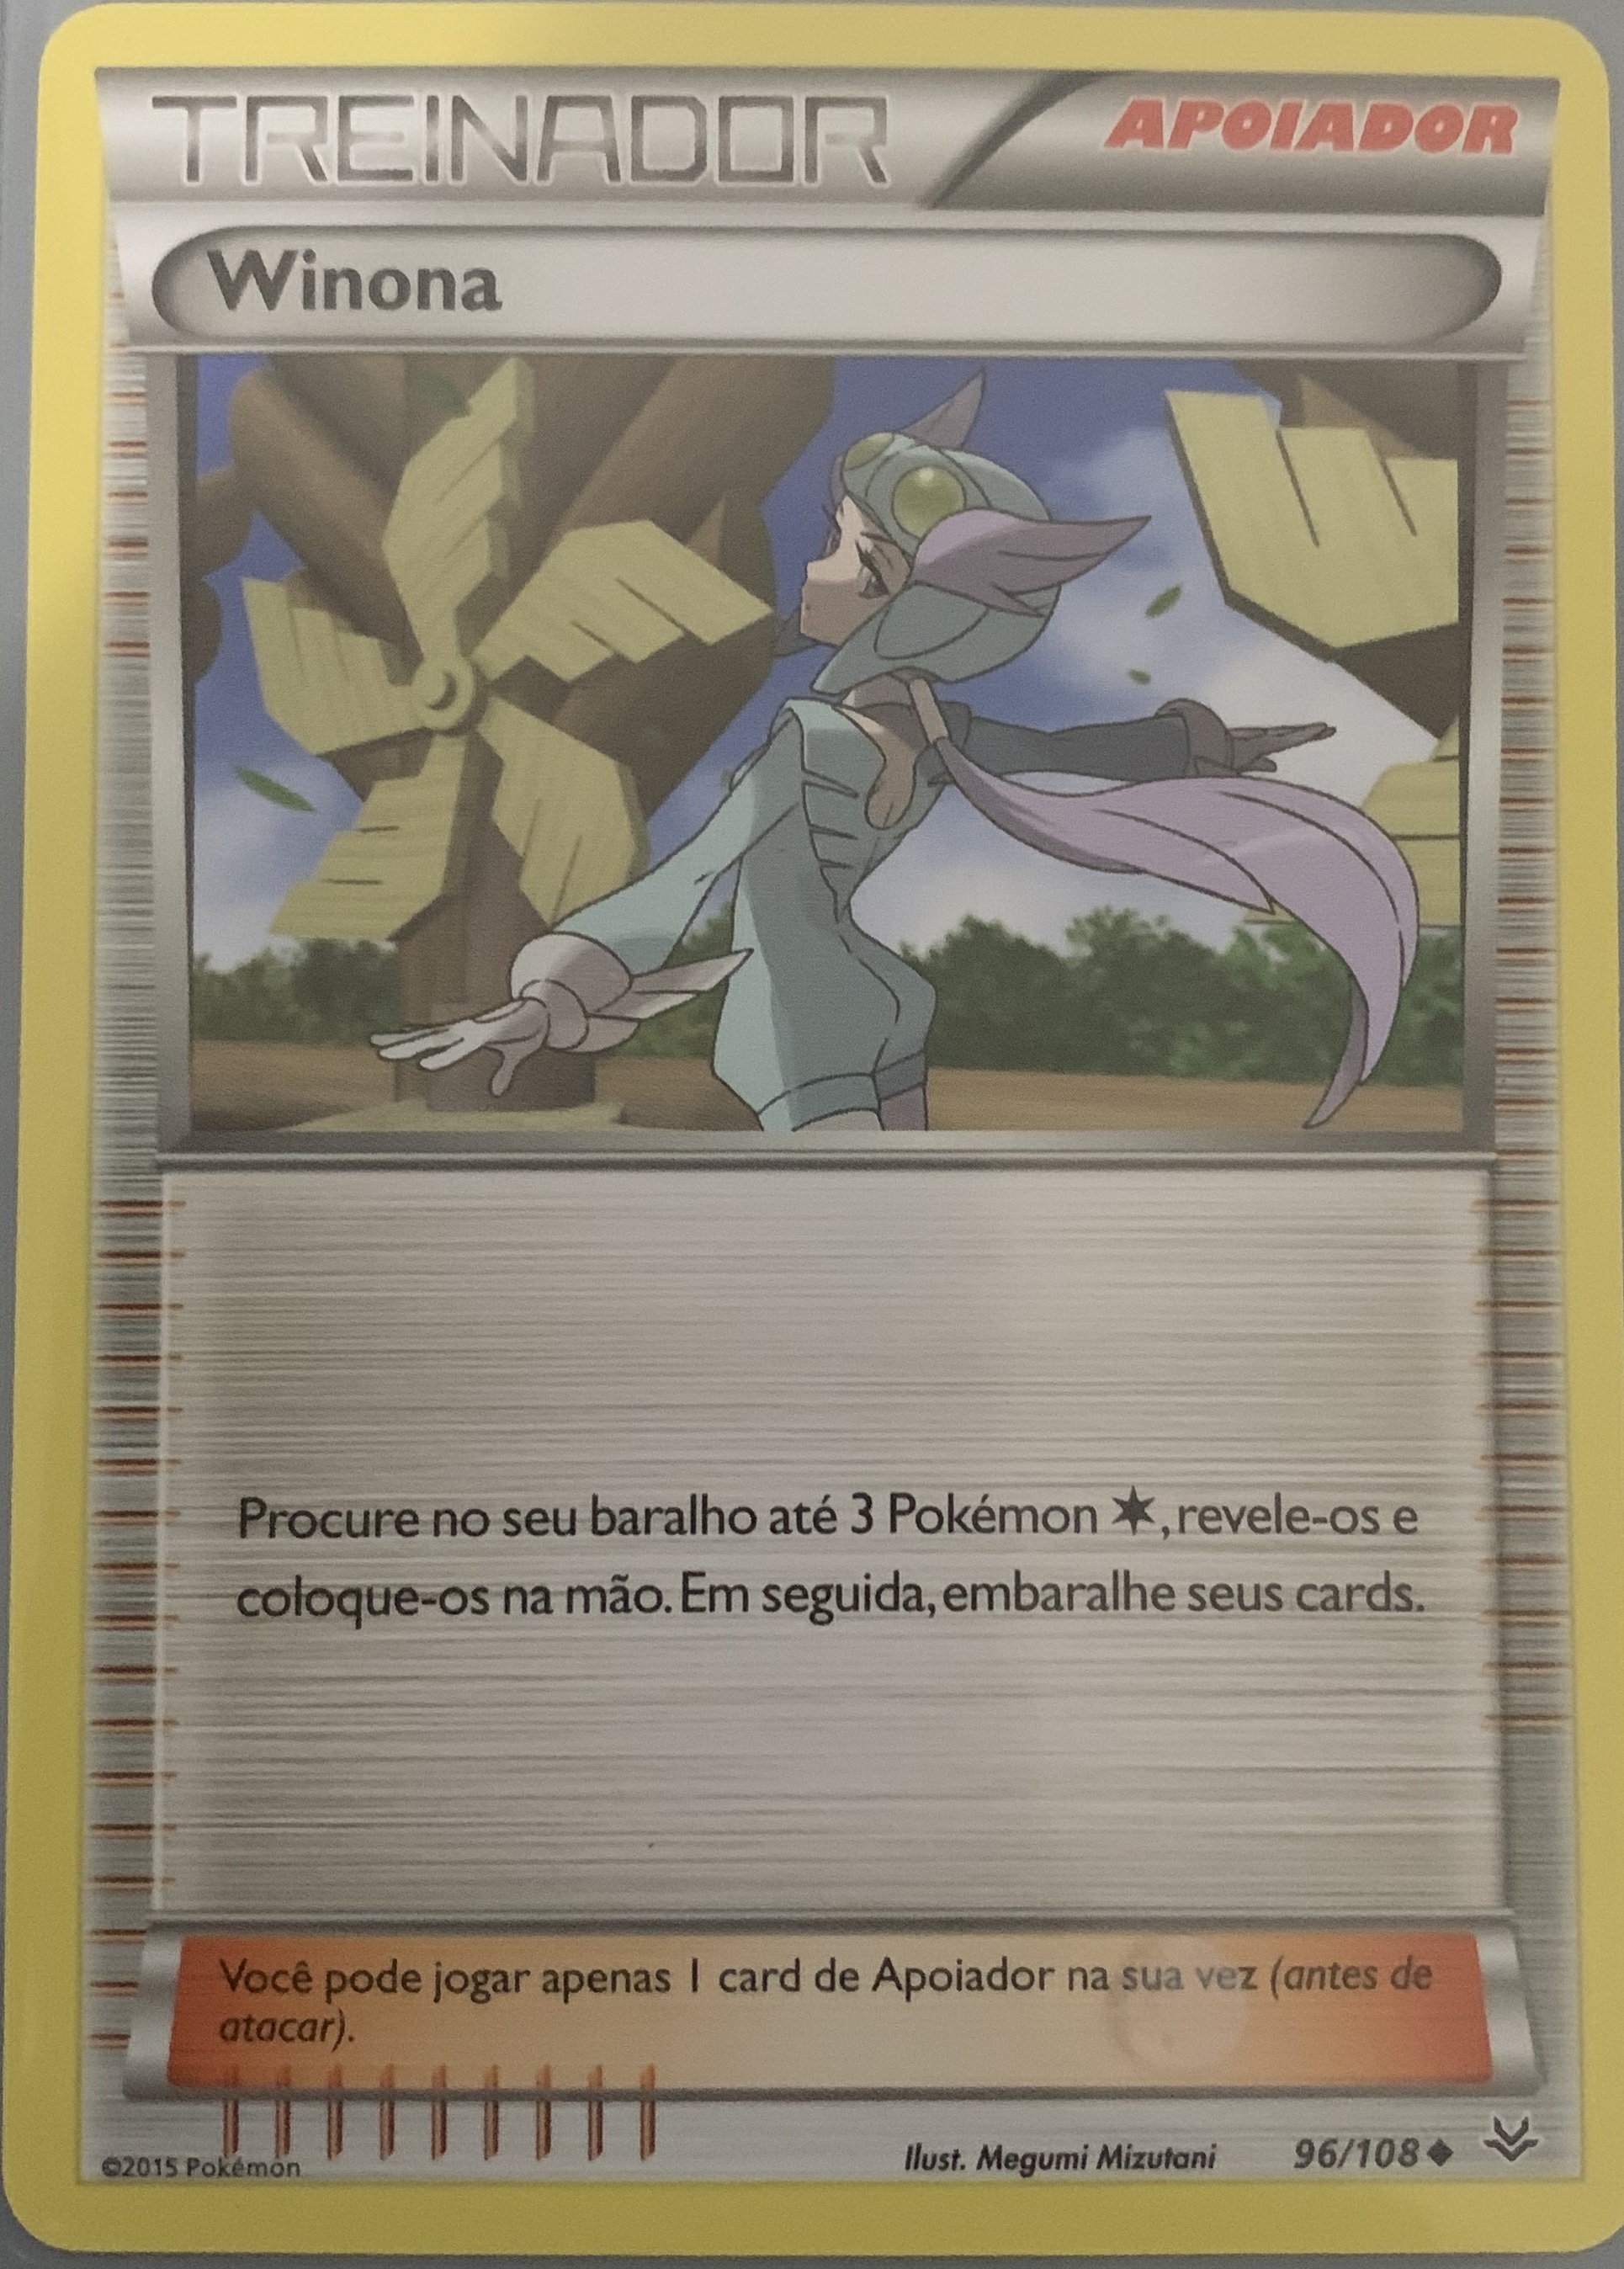 TREINADOR
APOIADOR
Winona
Procure no seu baralho até 3 Pokémon ✶, revele-os e
coloque-os na mão. Em seguida, embaralhe seus cards.
Você pode jogar apenas 1 card de Apoiador na sua vez (antes de
atacar).
©2015 Pokémon
Ilust. Megumi Mizutani
96/108 ◆